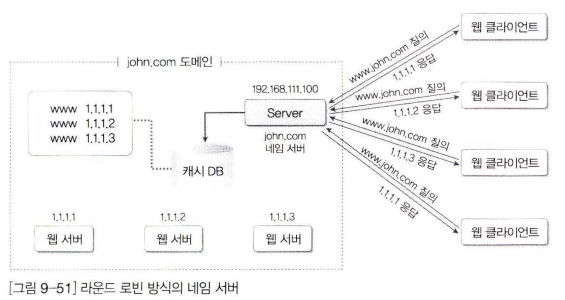 john.com 도메인
www 1.1.1.1
www 1.1.1.2
www 1.1.1.3
캐시 DB
192.168.111.100
Server
john.com
네임 서버
1.1.1.1
웹 서버
1.1.1.2
웹 서버
1.1.1.3
웹 서버
www.john.com 질의
1.1.1.1 응답
www.john.com 질의
1.1.1.2 응답
www.john.com 질의
1.1.1.3 응답
www.john.com 질의
1.1.1.1 응답
웹 클라이언트
웹 클라이언트
웹 클라이언트
웹 클라이언트
[그림 9-51] 라운드 로빈 방식의 네임 서버